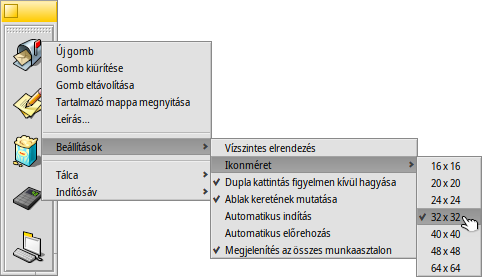 Új gomb
Gomb kiürítése
Gomb eltávolítása
Tartalmazó mappa megnyitása
Leírás...
Beállítások
Tálca
Indítósáv
Vízszintes elrendezés
Ikonméret
Dupla kattintás figyelmen kívül hagyása
Ablak keretének mutatása
Automatikus indítás
Automatikus előrehozás
Megjelenítés az összes munkaasztalon
16 x 16
20 x 20
24 x 24
32 x 32
40 x 40
48 x 48
64 x 64